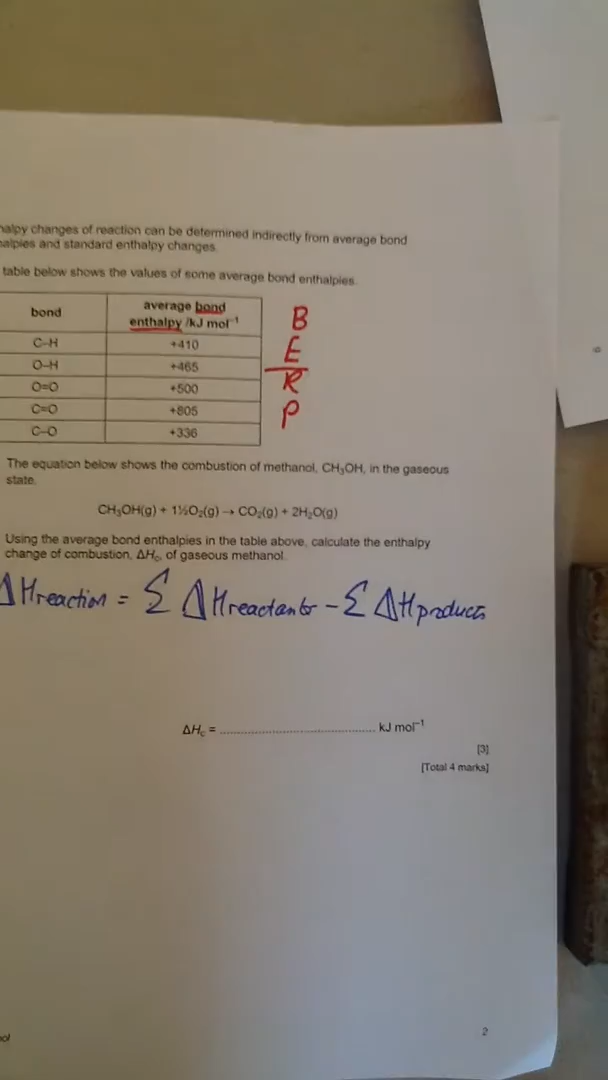 nalpy changes of reaction can be determined indirectly from average bond
nalpies and standard enthalpy changes.
table below shows the values of some average bond enthalpies.
bond average bond enthalpy /kJ mol⁻¹
C–H +410
O–H +465
O=O +500
C=O +805
C–O +336
B
E
R
P
The equation below shows the combustion of methanol, CH₃OH, in the gaseous
state.
CH₃OH(g) + 1½O₂(g) → CO₂(g) + 2H₂O(g)
Using the average bond enthalpies in the table above, calculate the enthalpy
change of combustion, ΔHc, of gaseous methanol.
ΔHreaction = Σ ΔHreactants – Σ ΔHproducts
ΔHc = ............................................ kJ mol⁻¹
[3]
[Total 4 marks]
2